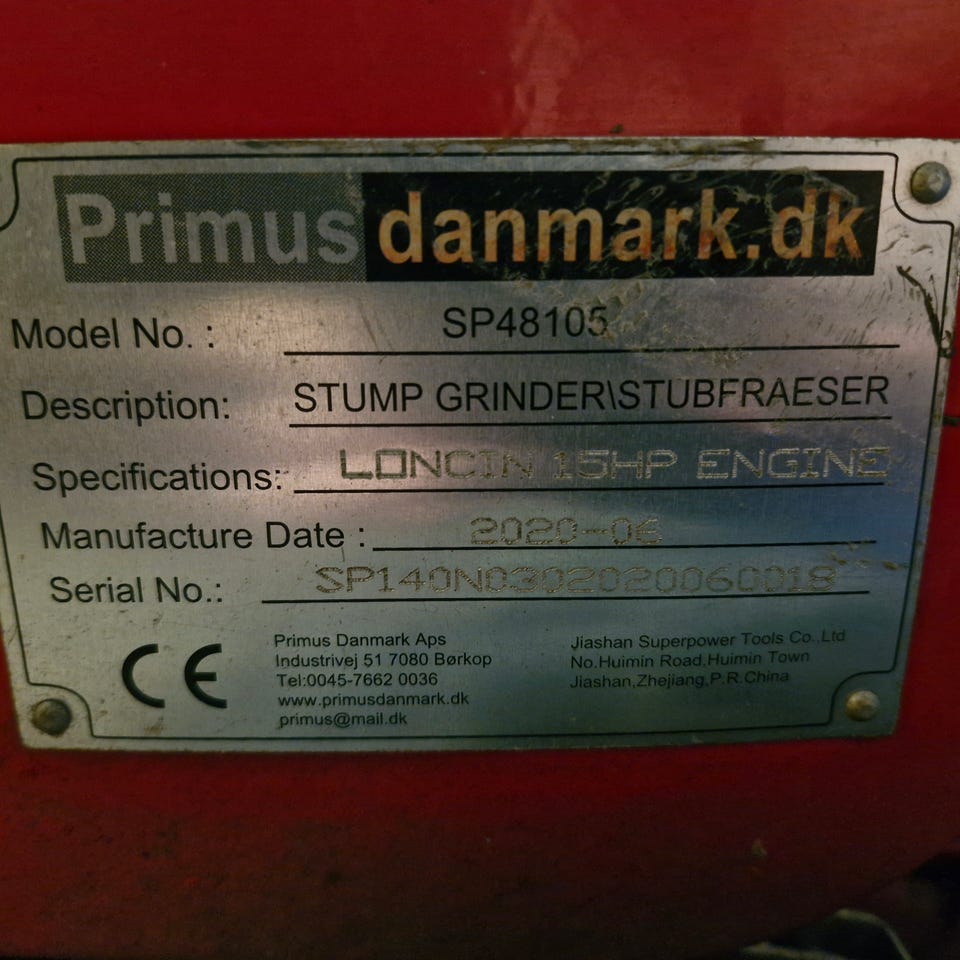 Primus danmark.dk
Model No. : SP48105
Description: STUMP GRINDER\STUBFRAESER
Specifications: LONCIN 15HP ENGINE
Manufacture Date : 2020-06
Serial No.: SP140N0302020060018
CE
Primus Danmark Aps
Industrivej 51 7080 Børkop
Tel:0045-7662 0036
www.primusdanmark.dk
primus@mail.dk
Jiashan Superpower Tools Co.,Ltd
No.Huimin Road,Huimin Town
Jiashan,Zhejiang,P.R.China